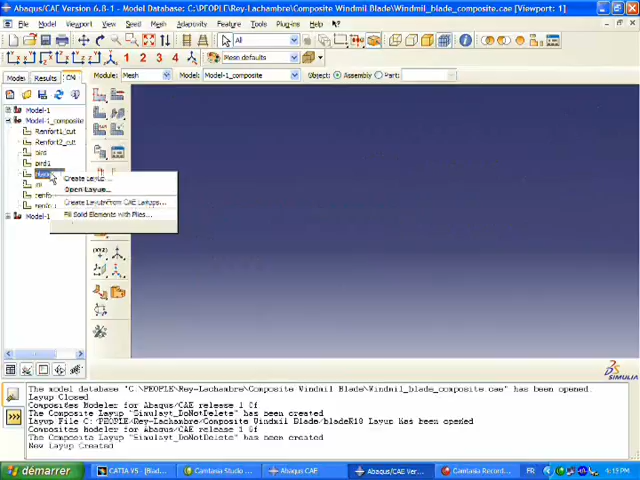 Abaqus/CAE Version 6.8-1 - Model Database: C:\PEOPLE\Rey-Lachambre\Composite Windmil Blade\Windmil_blade_composite.cae [Viewport: 1]
File Model Viewport View Seed Mesh Adaptivity Feature Tools Plug-ins Help
All
1 2 3 4 Mesh defaults
Model Results
Module: Mesh Model: Model-1_composite Object: Assembly Part:
Model-1
Model-1_composite
Renfort1_cut
Renfort2_cut
Create Layup...
Open Layup...
Create Layup From CAE Layups...
Fill Solid Elements with Plies...
Model-1
SIMULIA
The model database "C:\PEOPLE\Rey-Lachambre\Composite Windmil Blade\Windmil_blade_composite.cae" has been opened.
Layup Closed
Composites Modeler for Abaqus/CAE release 1 0f
The Composite Layup "Simulayt_DoNotDelete" has been created
Layup File C:/PEOPLE/Rey-Lachambre/Composite Windmil Blade/bladeR18 Layup has been opened
Composites Modeler for Abaqus/CAE release 1 0f
The Composite Layup "Simulayt_DoNotDelete" has been created
New Layup Created
démarrer CATIA V5 - [Blad... Camtasia Studio ... Abaqus CAE Abaqus/CAE Ver... Camtasia Record... FR 4:15 PM